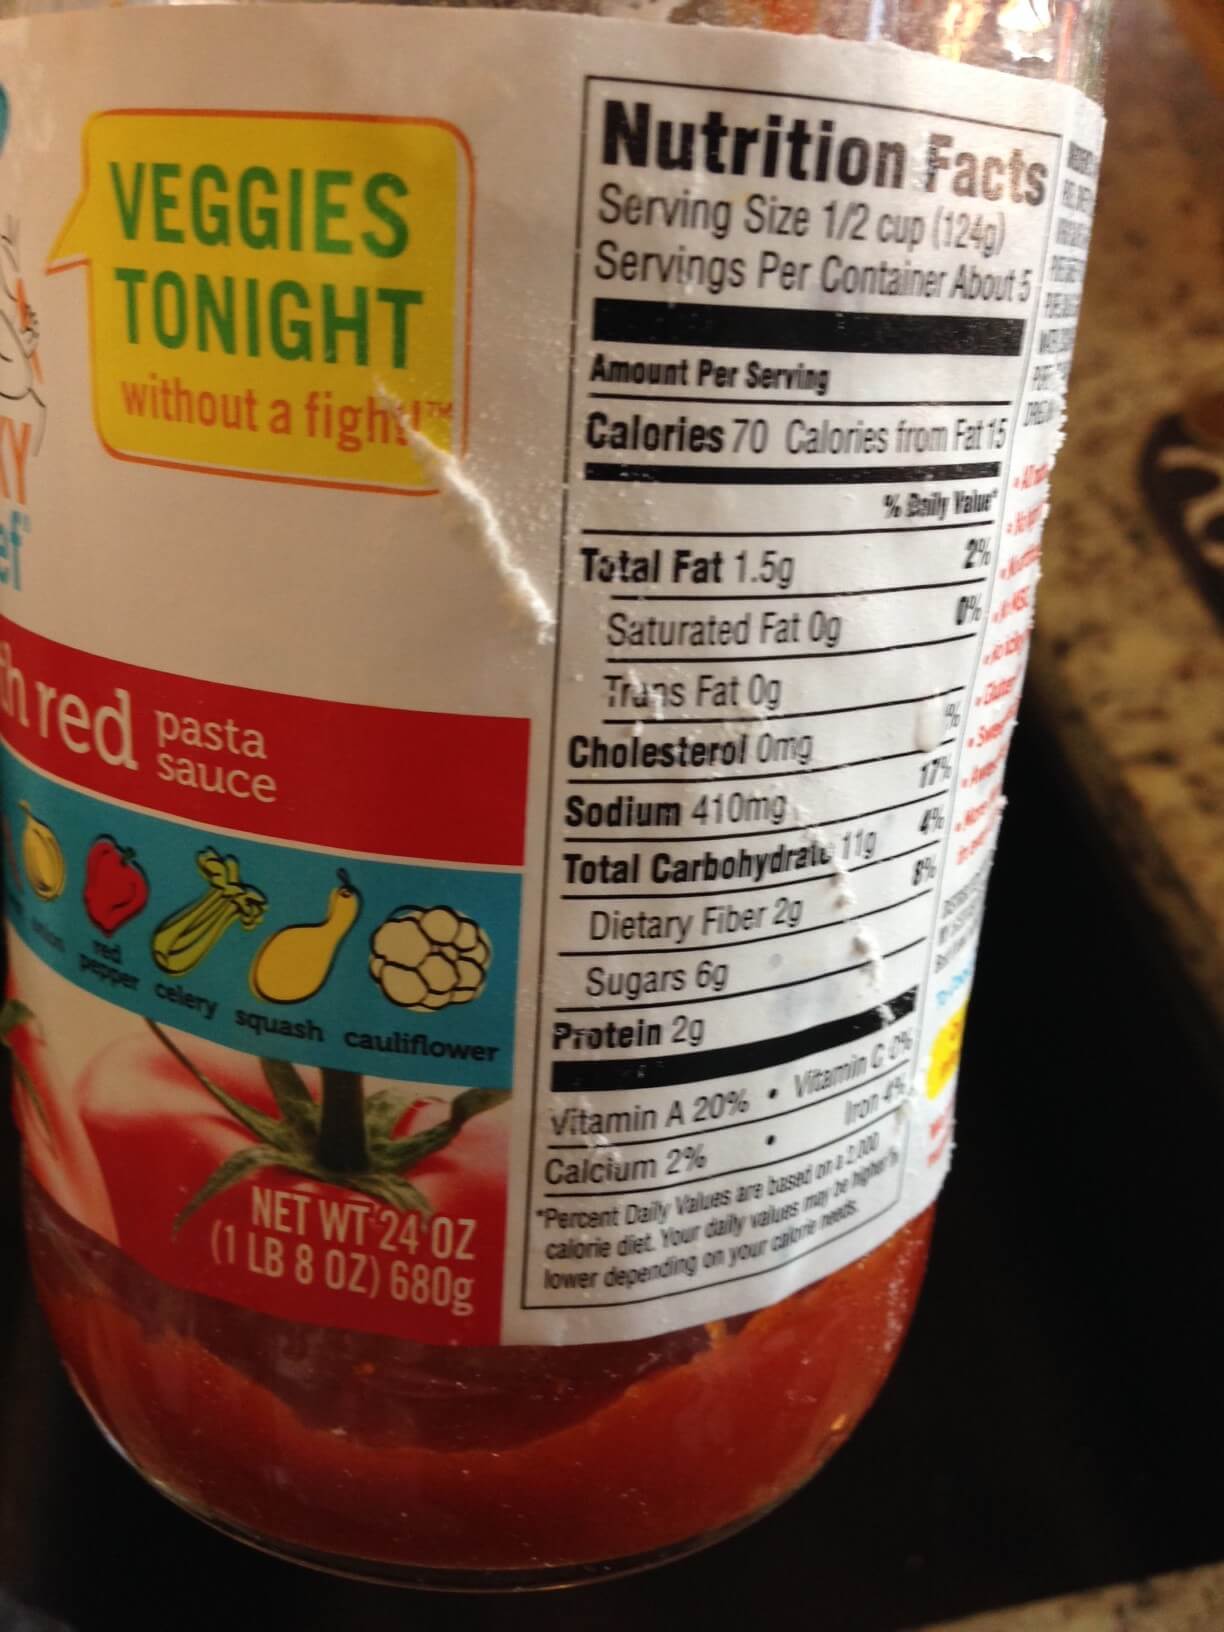 VEGGIES
TONIGHT
without a fight!™
red pasta
sauce
onion
red
pepper
celery
squash
cauliflower
NET WT 24 OZ
(1 LB 8 OZ) 680g
Nutrition Facts
Serving Size 1/2 cup (124g)
Servings Per Container About 5
Amount Per Serving
Calories 70 Calories from Fat 15
% Daily Value*
Total Fat 1.5g 2%
Saturated Fat 0g 0%
Trans Fat 0g
Cholesterol 0mg %
Sodium 410mg 17%
Total Carbohydrate 11g 4%
Dietary Fiber 2g 8%
Sugars 6g
Protein 2g
Vitamin A 20% • Vitamin C 0%
Calcium 2% • Iron 4%
*Percent Daily Values are based on a 2,000
calorie diet. Your daily values may be higher or
lower depending on your calorie needs.